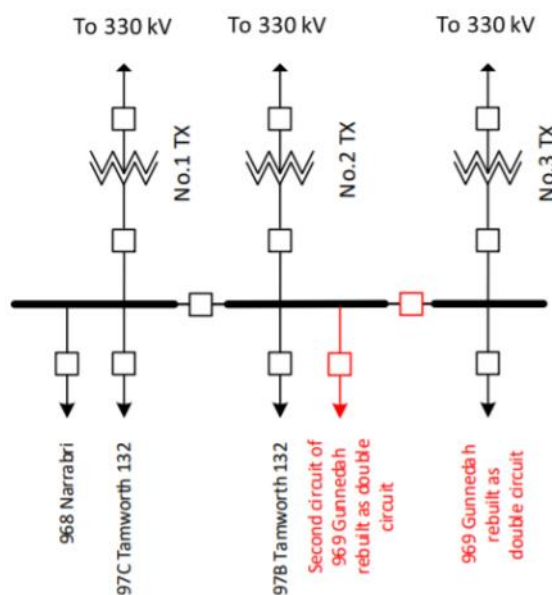 To 330 kV
To 330 kV
To 330 kV
No.1 TX
No.2 TX
No.3 TX
968 Narrabri
97C Tamworth 132
97B Tamworth 132
Second circuit of
969 Gunnedah
rebuilt as double
circuit
969 Gunnedah
rebuilt as
double circuit